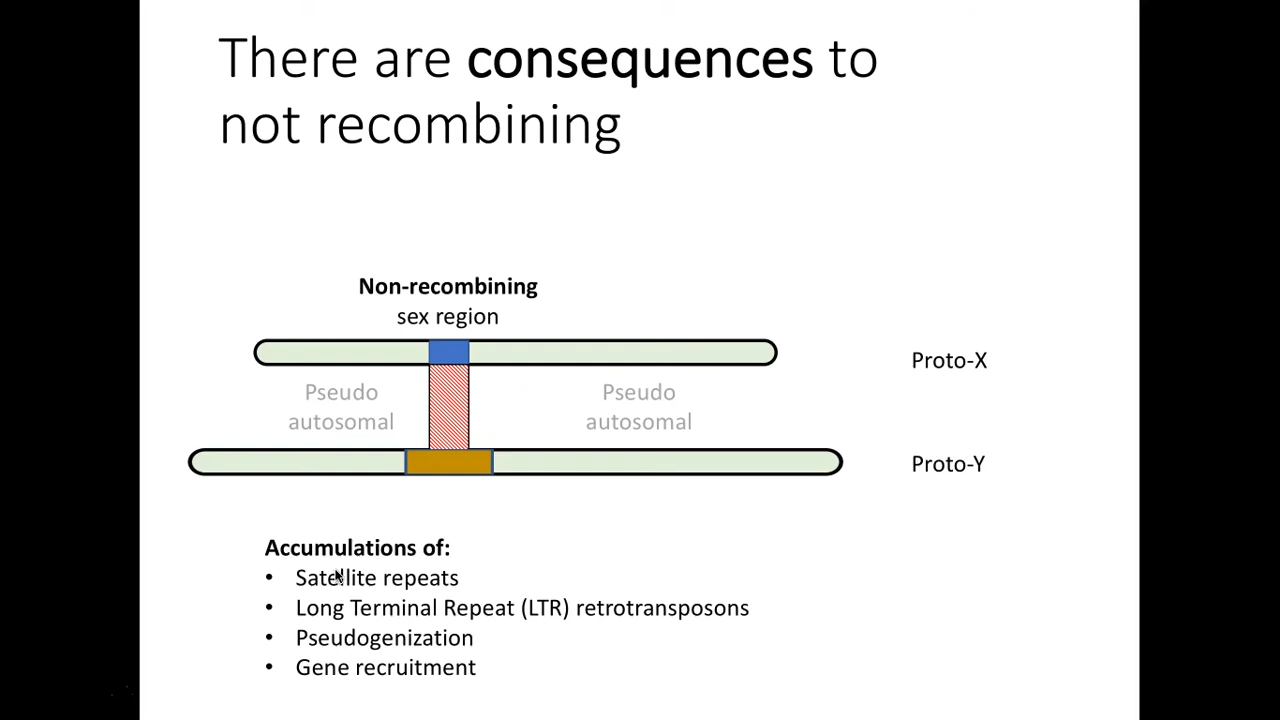 There are consequences to
not recombining
Non-recombining
sex region
Proto-X
Pseudo
autosomal
Pseudo
autosomal
Proto-Y
Accumulations of:
• Satellite repeats
• Long Terminal Repeat (LTR) retrotransposons
• Pseudogenization
• Gene recruitment